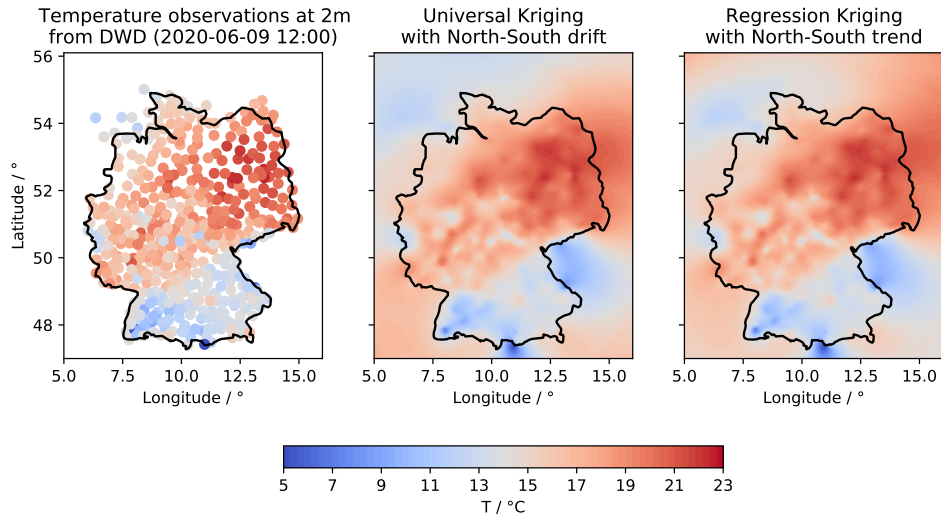 Temperature observations at 2m
from DWD (2020-06-09 12:00)
Universal Kriging
with North-South drift
Regression Kriging
with North-South trend
56
54
52
50
48
Latitude / °
5.0 7.5 10.0 12.5 15.0
5.0 7.5 10.0 12.5 15.0
5.0 7.5 10.0 12.5 15.0
Longitude / °
Longitude / °
Longitude / °
5 7 9 11 13 15 17 19 21 23
T / °C